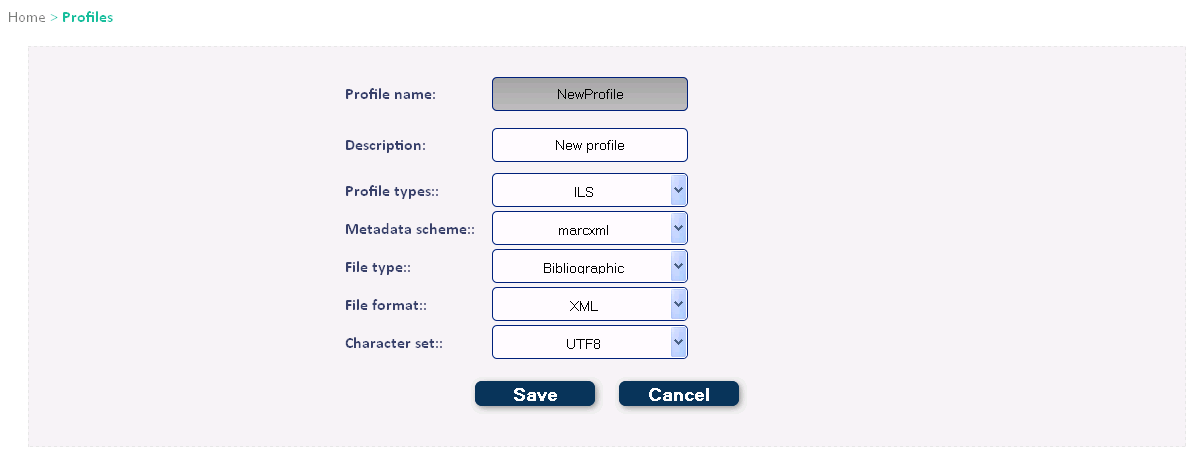 Home > Profiles
Profile name: NewProfile
Description: New profile
Profile types:: ILS
Metadata scheme:: marcxml
File type:: Bibliographic
File format:: XML
Character set:: UTF8
Save Cancel